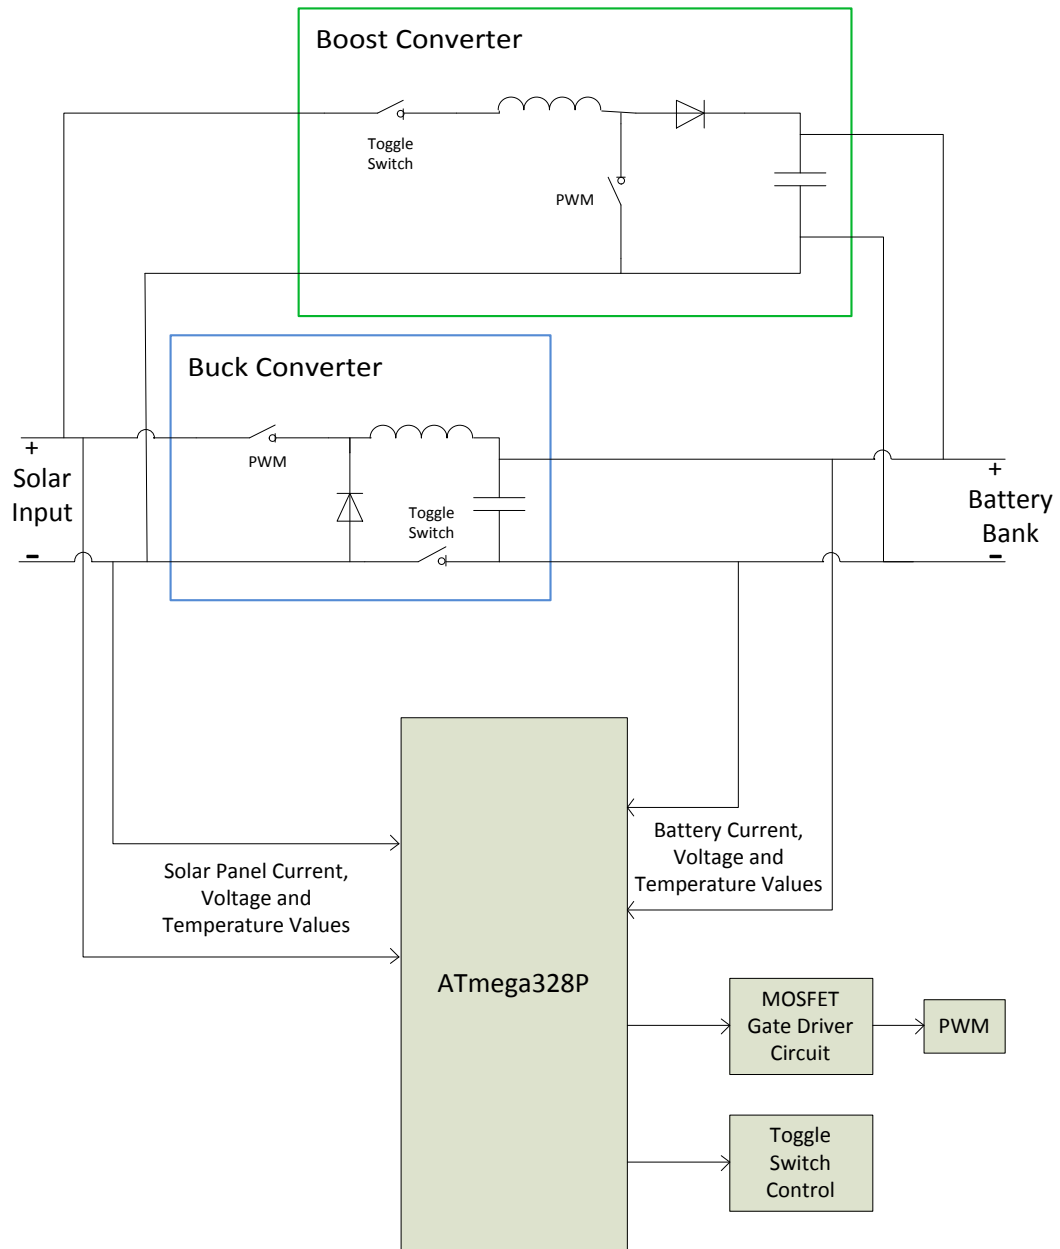 Boost Converter
Toggle
Switch
PWM
Buck Converter
PWM
Toggle
Switch
+
Solar
Input
-
+
Battery
Bank
-
Solar Panel Current,
Voltage and
Temperature Values
Battery Current,
Voltage and
Temperature Values
ATmega328P
MOSFET
Gate Driver
Circuit
PWM
Toggle
Switch
Control